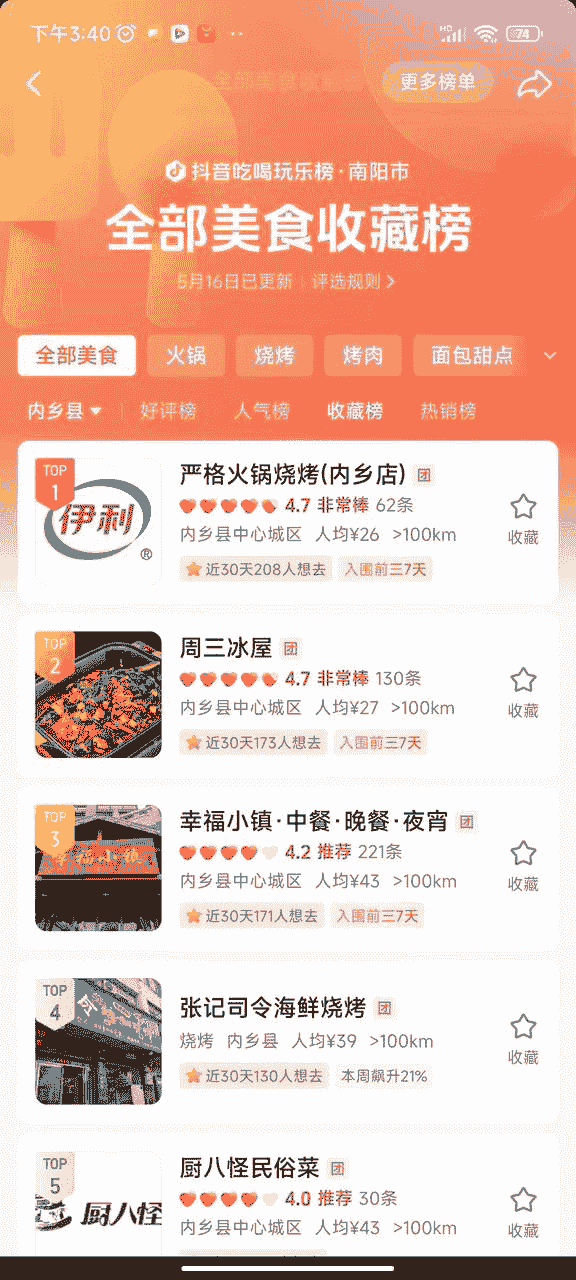 下午3:40
HD
74
更多榜单
抖音吃喝玩乐榜·南阳市
全部美食收藏榜
5月16日已更新 | 评选规则 >
全部美食 火锅 烧烤 烤肉 面包甜点
内乡县 好评榜 人气榜 收藏榜 热销榜
TOP 1
伊利
®
严格火锅烧烤(内乡店) 团
4.7 非常棒 62条
内乡县中心城区 人均¥26 >100km
近30天208人想去 入围前三7天
收藏
TOP 2
周三冰屋 团
4.7 非常棒 130条
内乡县中心城区 人均¥27 >100km
近30天173人想去 入围前三7天
收藏
TOP 3
幸福小镇
幸福小镇·中餐·晚餐·夜宵 团
4.2 推荐 221条
内乡县中心城区 人均¥43 >100km
近30天171人想去 入围前三7天
收藏
TOP 4
张记司令海鲜烧烤 团
烧烤 内乡县 人均¥39 >100km
近30天130人想去 本周飙升21%
收藏
TOP 5
厨八怪
厨八怪民俗菜 团
4.0 推荐 30条
内乡县中心城区 人均¥43 >100km
收藏